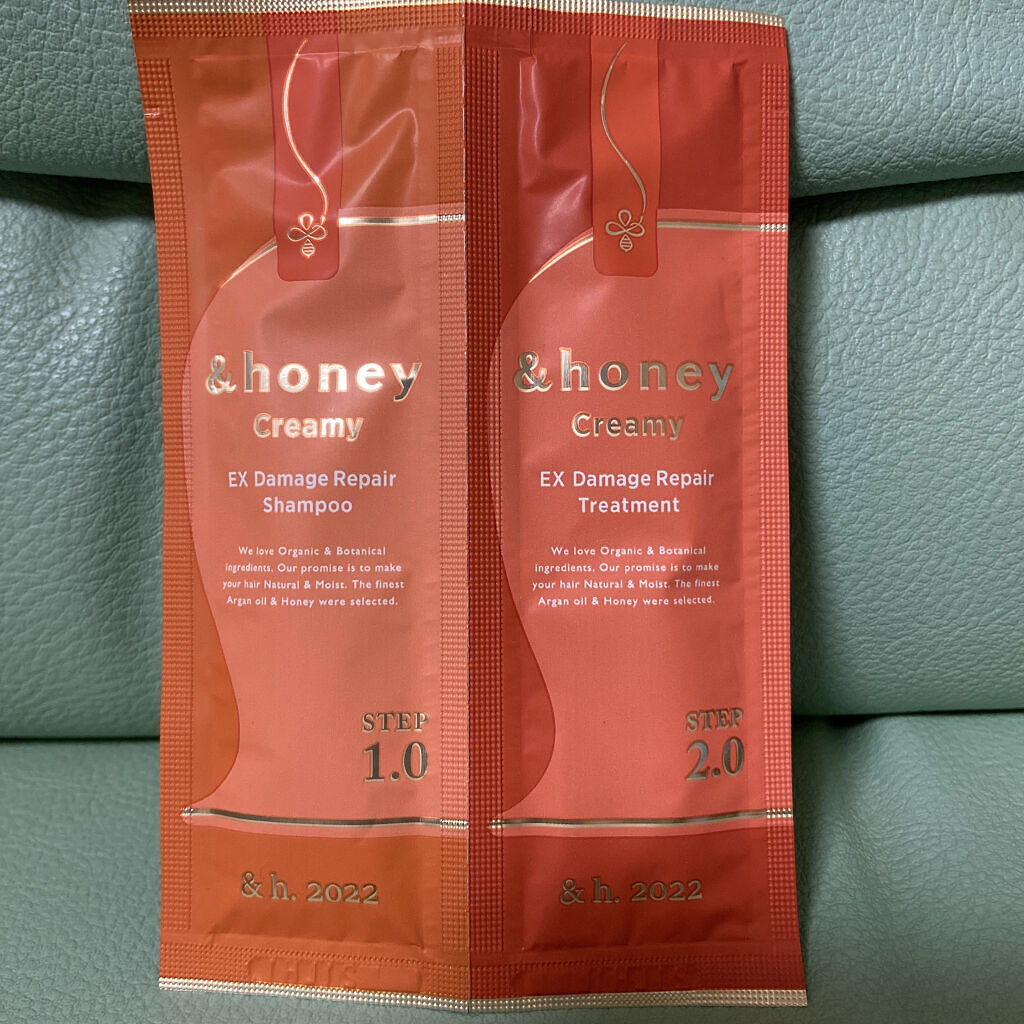 &honey
Creamy
EX Damage Repair
Shampoo
We love Organic & Botanical
ingredients. Our promise is to make
your hair Natural & Moist. The finest
Argan oil & Honey were selected.
STEP
1.0
& h. 2022
&honey
Creamy
EX Damage Repair
Treatment
We love Organic & Botanical
ingredients. Our promise is to make
your hair Natural & Moist. The finest
Argan oil & Honey were selected.
STEP
2.0
& h. 2022